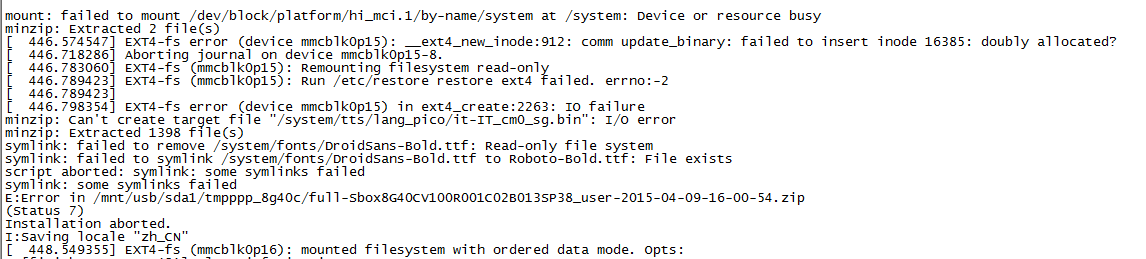 mount: failed to mount /dev/block/platform/hi_mci.1/by-name/system at /system: Device or resource busy
minzip: Extracted 2 file(s)
[  446.574547] EXT4-fs error (device mmcblk0p15): __ext4_new_inode:912: comm update_binary: failed to insert inode 16385: doubly allocated?
[  446.718286] Aborting journal on device mmcblk0p15-8.
[  446.783060] EXT4-fs (mmcblk0p15): Remounting filesystem read-only
[  446.789423] EXT4-fs (mmcblk0p15): Run /etc/restore restore ext4 failed. errno:-2
[  446.789423]
[  446.798354] EXT4-fs error (device mmcblk0p15) in ext4_create:2263: IO failure
minzip: Can't create target file "/system/tts/lang_pico/it-IT_cm0_sg.bin": I/O error
minzip: Extracted 1398 file(s)
symlink: failed to remove /system/fonts/DroidSans-Bold.ttf: Read-only file system
symlink: failed to symlink /system/fonts/DroidSans-Bold.ttf to Roboto-Bold.ttf: File exists
script aborted: symlink: some symlinks failed
symlink: some symlinks failed
E:Error in /mnt/usb/sda1/tmpppp_8g40c/full-Sbox8G40CV100R001C02B013SP38_user-2015-04-09-16-00-54.zip
(Status 7)
Installation aborted.
I:Saving locale "zh_CN"
[  448.549355] EXT4-fs (mmcblk0p16): mounted filesystem with ordered data mode. Opts: